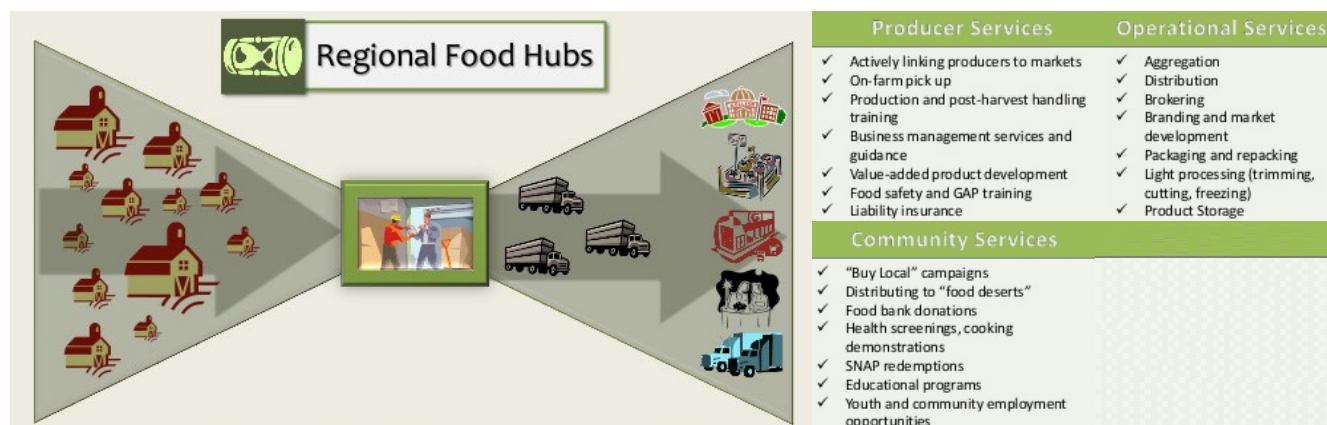 Regional Food Hubs
Producer Services
Actively linking producers to markets
On-farm pick up
Production and post-harvest handling
training
Business management services and
guidance
Value-added product development
Food safety and GAP training
Liability insurance
Operational Services
Aggregation
Distribution
Brokering
Branding and market
development
Packaging and repacking
Light processing (trimming,
cutting, freezing)
Product Storage
Community Services
“Buy Local” campaigns
Distributing to “food deserts”
Food bank donations
Health screenings, cooking
demonstrations
SNAP redemptions
Educational programs
Youth and community employment
opportunities